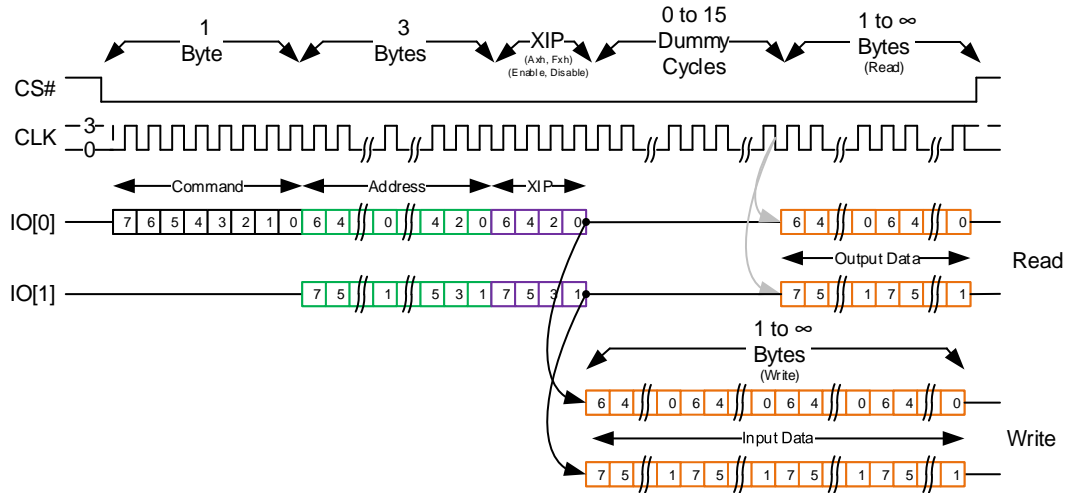 1
Byte
3
Bytes
XIP
(Axh, Fxh)
(Enable, Disable)
0 to 15
Dummy
Cycles
1 to ∞
Bytes
(Read)
CS#
CLK
3
0
Command
Address
XIP
IO[0]
7 6 5 4 3 2 1 0 6 4 0 4 2 0 6 4 2 0
6 4 0 6 4 0
Output Data
Read
IO[1]
7 5 1 5 3 1 7 5 3 1
7 5 1 7 5 1
1 to ∞
Bytes
(Write)
6 4 0 6 4 0 6 4 0 6 4 0
Input Data
Write
7 5 1 7 5 1 7 5 1 7 5 1